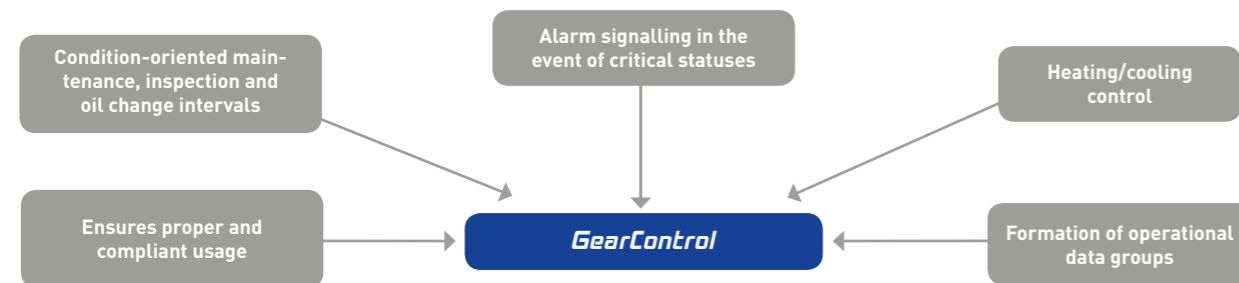 Condition-oriented main-
tenance, inspection and
oil change intervals
Alarm signalling in the
event of critical statuses
Heating/cooling
control
Ensures proper and
compliant usage
GearControl
Formation of operational
data groups